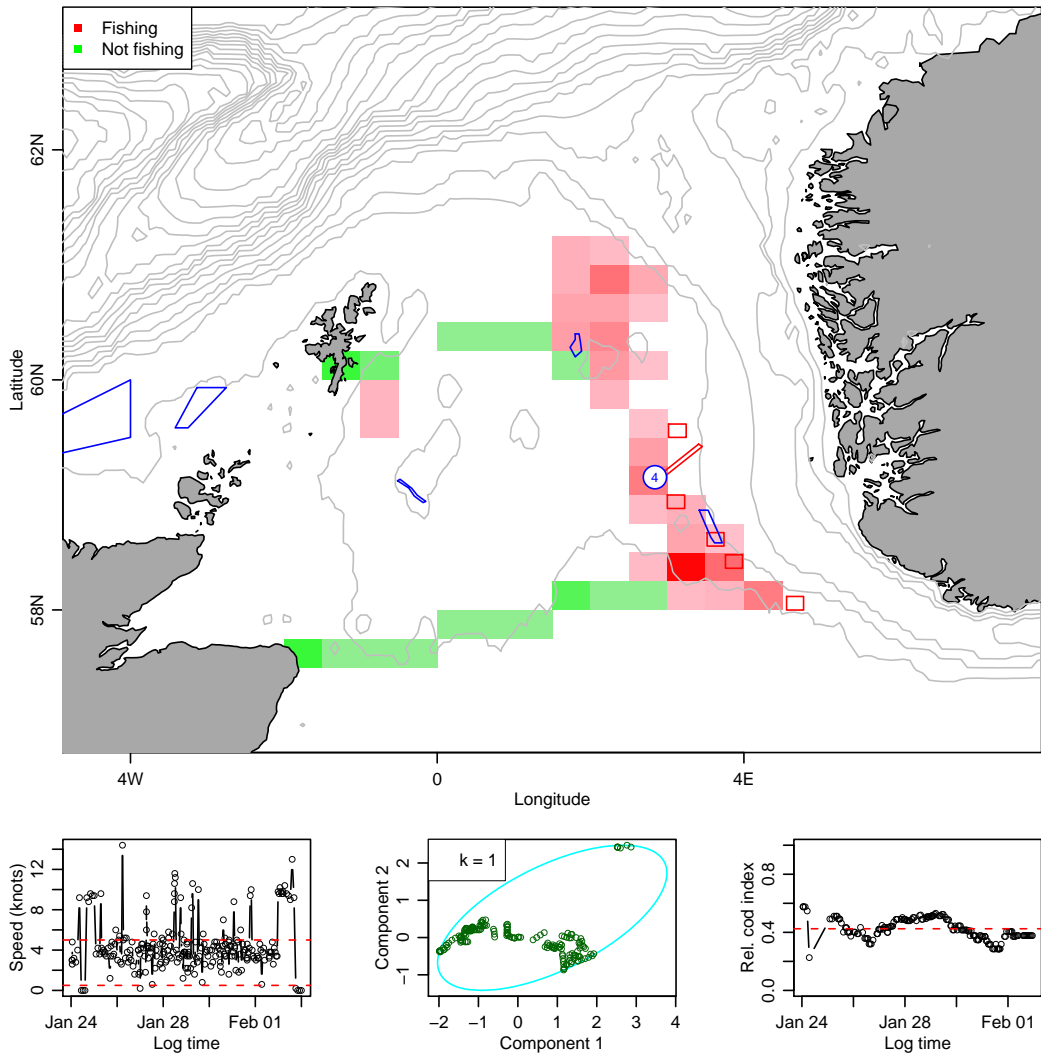 Fishing
Not fishing
62N
60N
58N
Latitude
4
4W
0
4E
Longitude
12
8
4
0
Speed (knots)
Jan 24
Jan 28
Feb 01
Log time
k = 1
2
1
0
−1
Component 2
−2
−1
0
1
2
3
4
Component 1
0.8
0.4
0.0
Rel. cod index
Jan 24
Jan 28
Feb 01
Log time